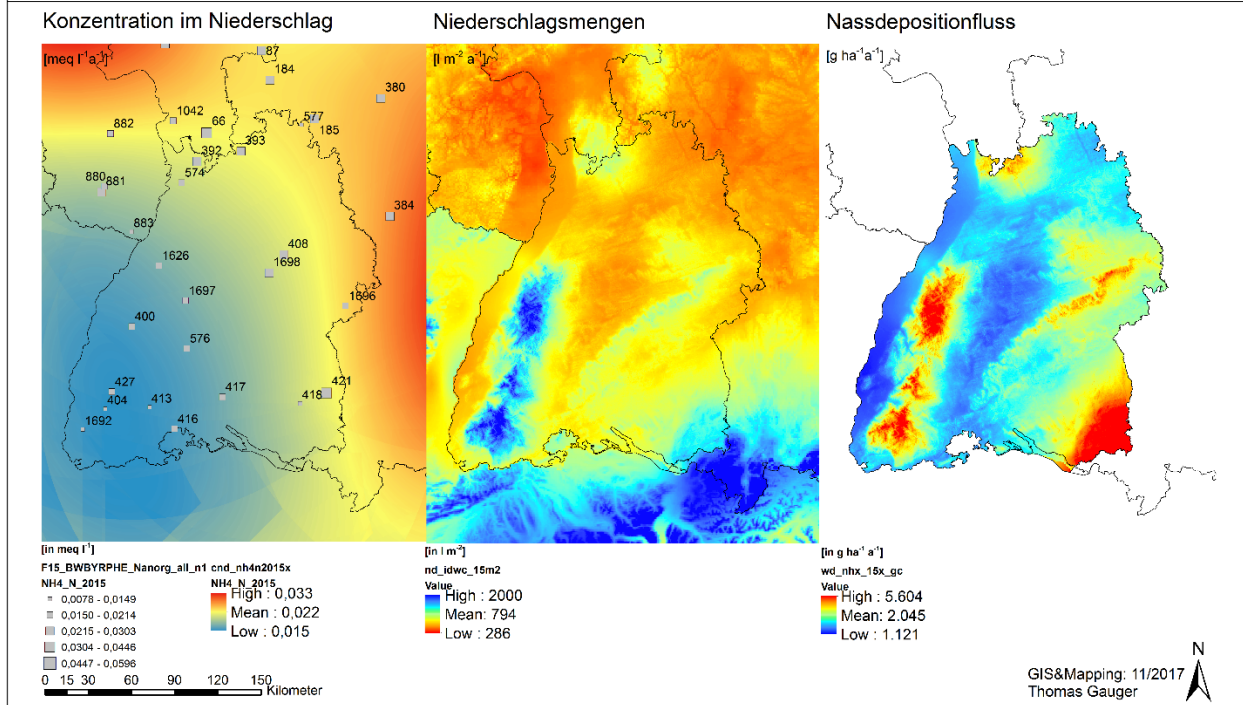 Konzentration im Niederschlag
Niederschlagsmengen
Nassdepositionfluss
[meq l⁻¹a⁻¹]
[l m⁻² a⁻¹]
[g ha⁻¹a⁻¹]
87
184
380
1042
66
577
185
882
392
393
574
880
881
384
883
408
1626
1698
1697
1696
400
576
427
417
421
404
413
418
1692
416
[in meq l⁻¹]
F15_BWBYRPHE_Nanorg_all_n1
NH4_N_2015
0,0078 - 0,0149
0,0150 - 0,0214
0,0215 - 0,0303
0,0304 - 0,0446
0,0447 - 0,0596
cnd_nh4n2015x
NH4_N_2015
High : 0,033
Mean : 0,022
Low : 0,015
0 15 30 60 90 120 150
Kilometer
[in l m⁻²]
nd_idwc_15m2
Value
High : 2000
Mean: 794
Low : 286
[in g ha⁻¹ a⁻¹]
wd_nhx_15x_gc
Value
High : 5.604
Mean: 2.045
Low : 1.121
GIS&Mapping: 11/2017
Thomas Gauger
N